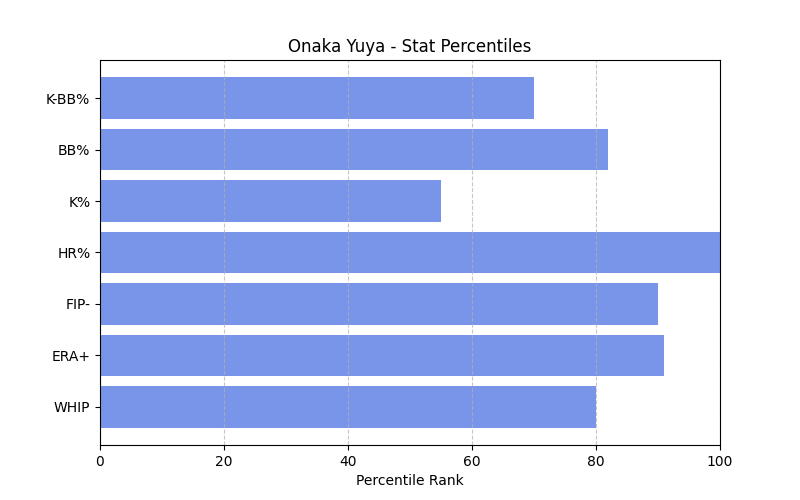 Onaka Yuya - Stat Percentiles
K-BB%
BB%
K%
HR%
FIP-
ERA+
WHIP
0 20 40 60 80 100
Percentile Rank